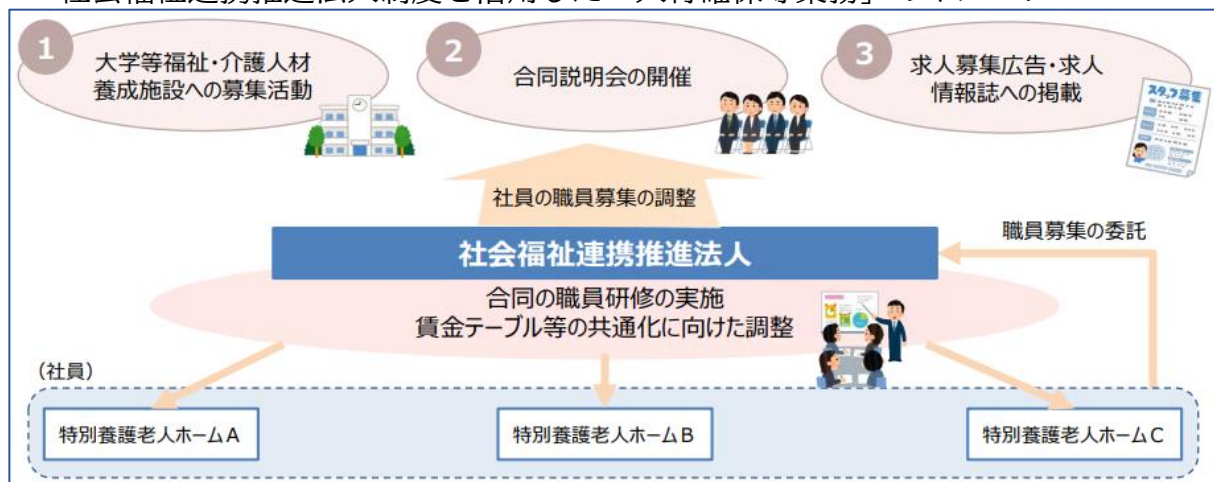 1
大学等福祉・介護人材
養成施設への募集活動
2
合同説明会の開催
3
求人募集広告・求人
情報誌への掲載
スタッフ募集
社員の職員募集の調整
職員募集の委託
社会福祉連携推進法人
合同の職員研修の実施
賃金テーブル等の共通化に向けた調整
(社員)
特別養護老人ホームA
特別養護老人ホームB
特別養護老人ホームC